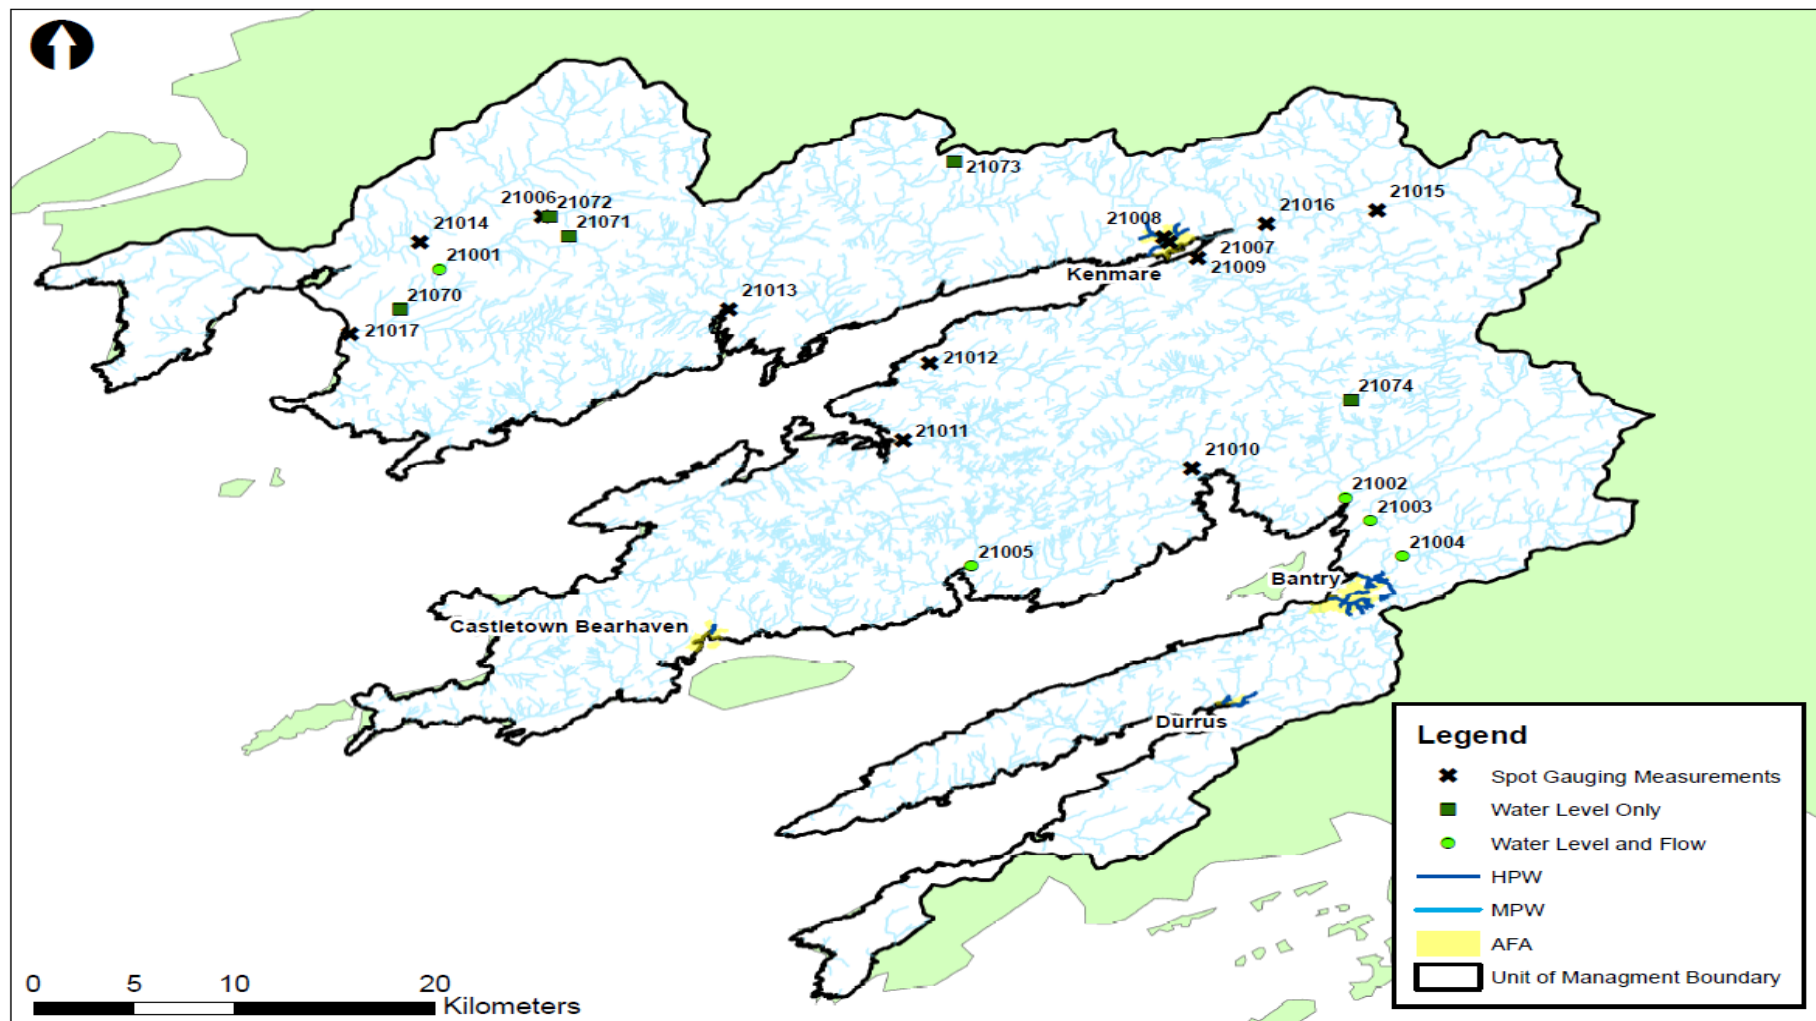 21073
21015
21006
21072
21016
21014
21071
21008
21001
21007
21009
Kenmare
21070
21013
21017
21012
21074
21011
21010
21002
21003
21004
21005
Bantry
Castletown Bearhaven
Durrus
Legend
Spot Gauging Measurements
Water Level Only
Water Level and Flow
HPW
MPW
AFA
Unit of Managment Boundary
0 5 10 20
Kilometers